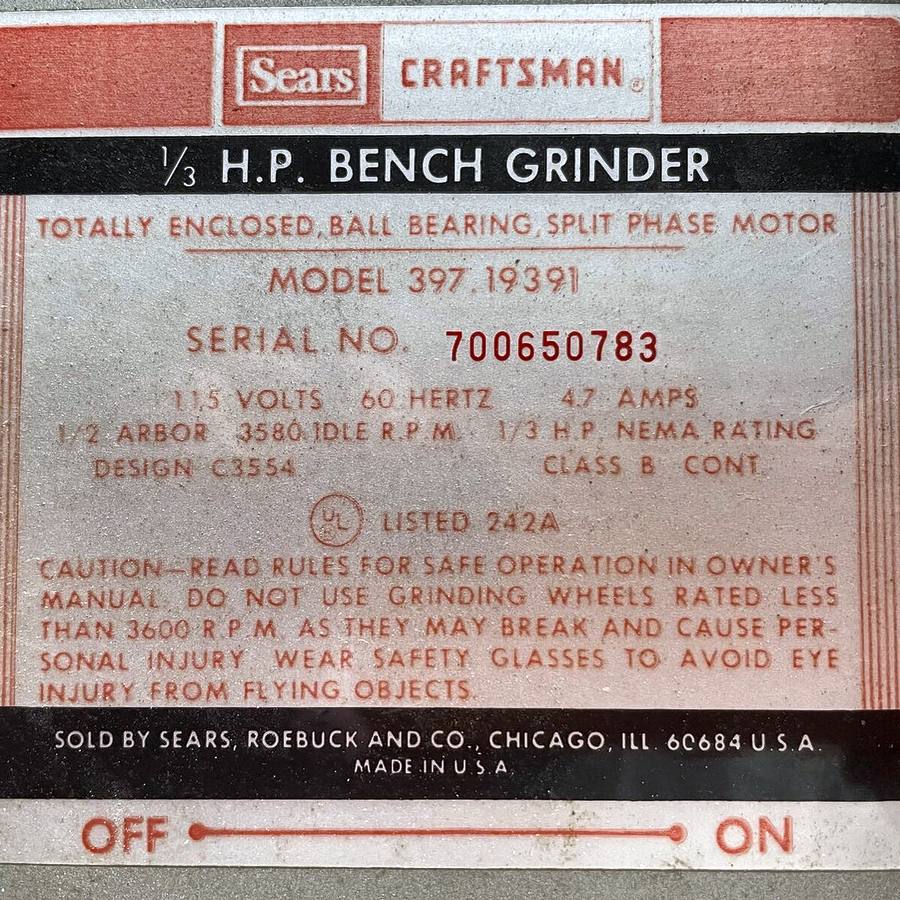 Sears CRAFTSMAN®
1/3 H.P. BENCH GRINDER
TOTALLY ENCLOSED, BALL BEARING, SPLIT PHASE MOTOR
MODEL 397.19391
SERIAL NO. 700650783
115 VOLTS 60 HERTZ 4.7 AMPS
1/2 ARBOR 3580 IDLE R.P.M. 1/3 H.P. NEMA RATING
DESIGN C3554 CLASS B CONT.
UL LISTED 242A
CAUTION—READ RULES FOR SAFE OPERATION IN OWNER'S
MANUAL. DO NOT USE GRINDING WHEELS RATED LESS
THAN 3600 R.P.M. AS THEY MAY BREAK AND CAUSE PER-
SONAL INJURY. WEAR SAFETY GLASSES TO AVOID EYE
INJURY FROM FLYING OBJECTS.
SOLD BY SEARS, ROEBUCK AND CO., CHICAGO, ILL. 60684 U.S.A.
MADE IN U.S.A.
OFF ON